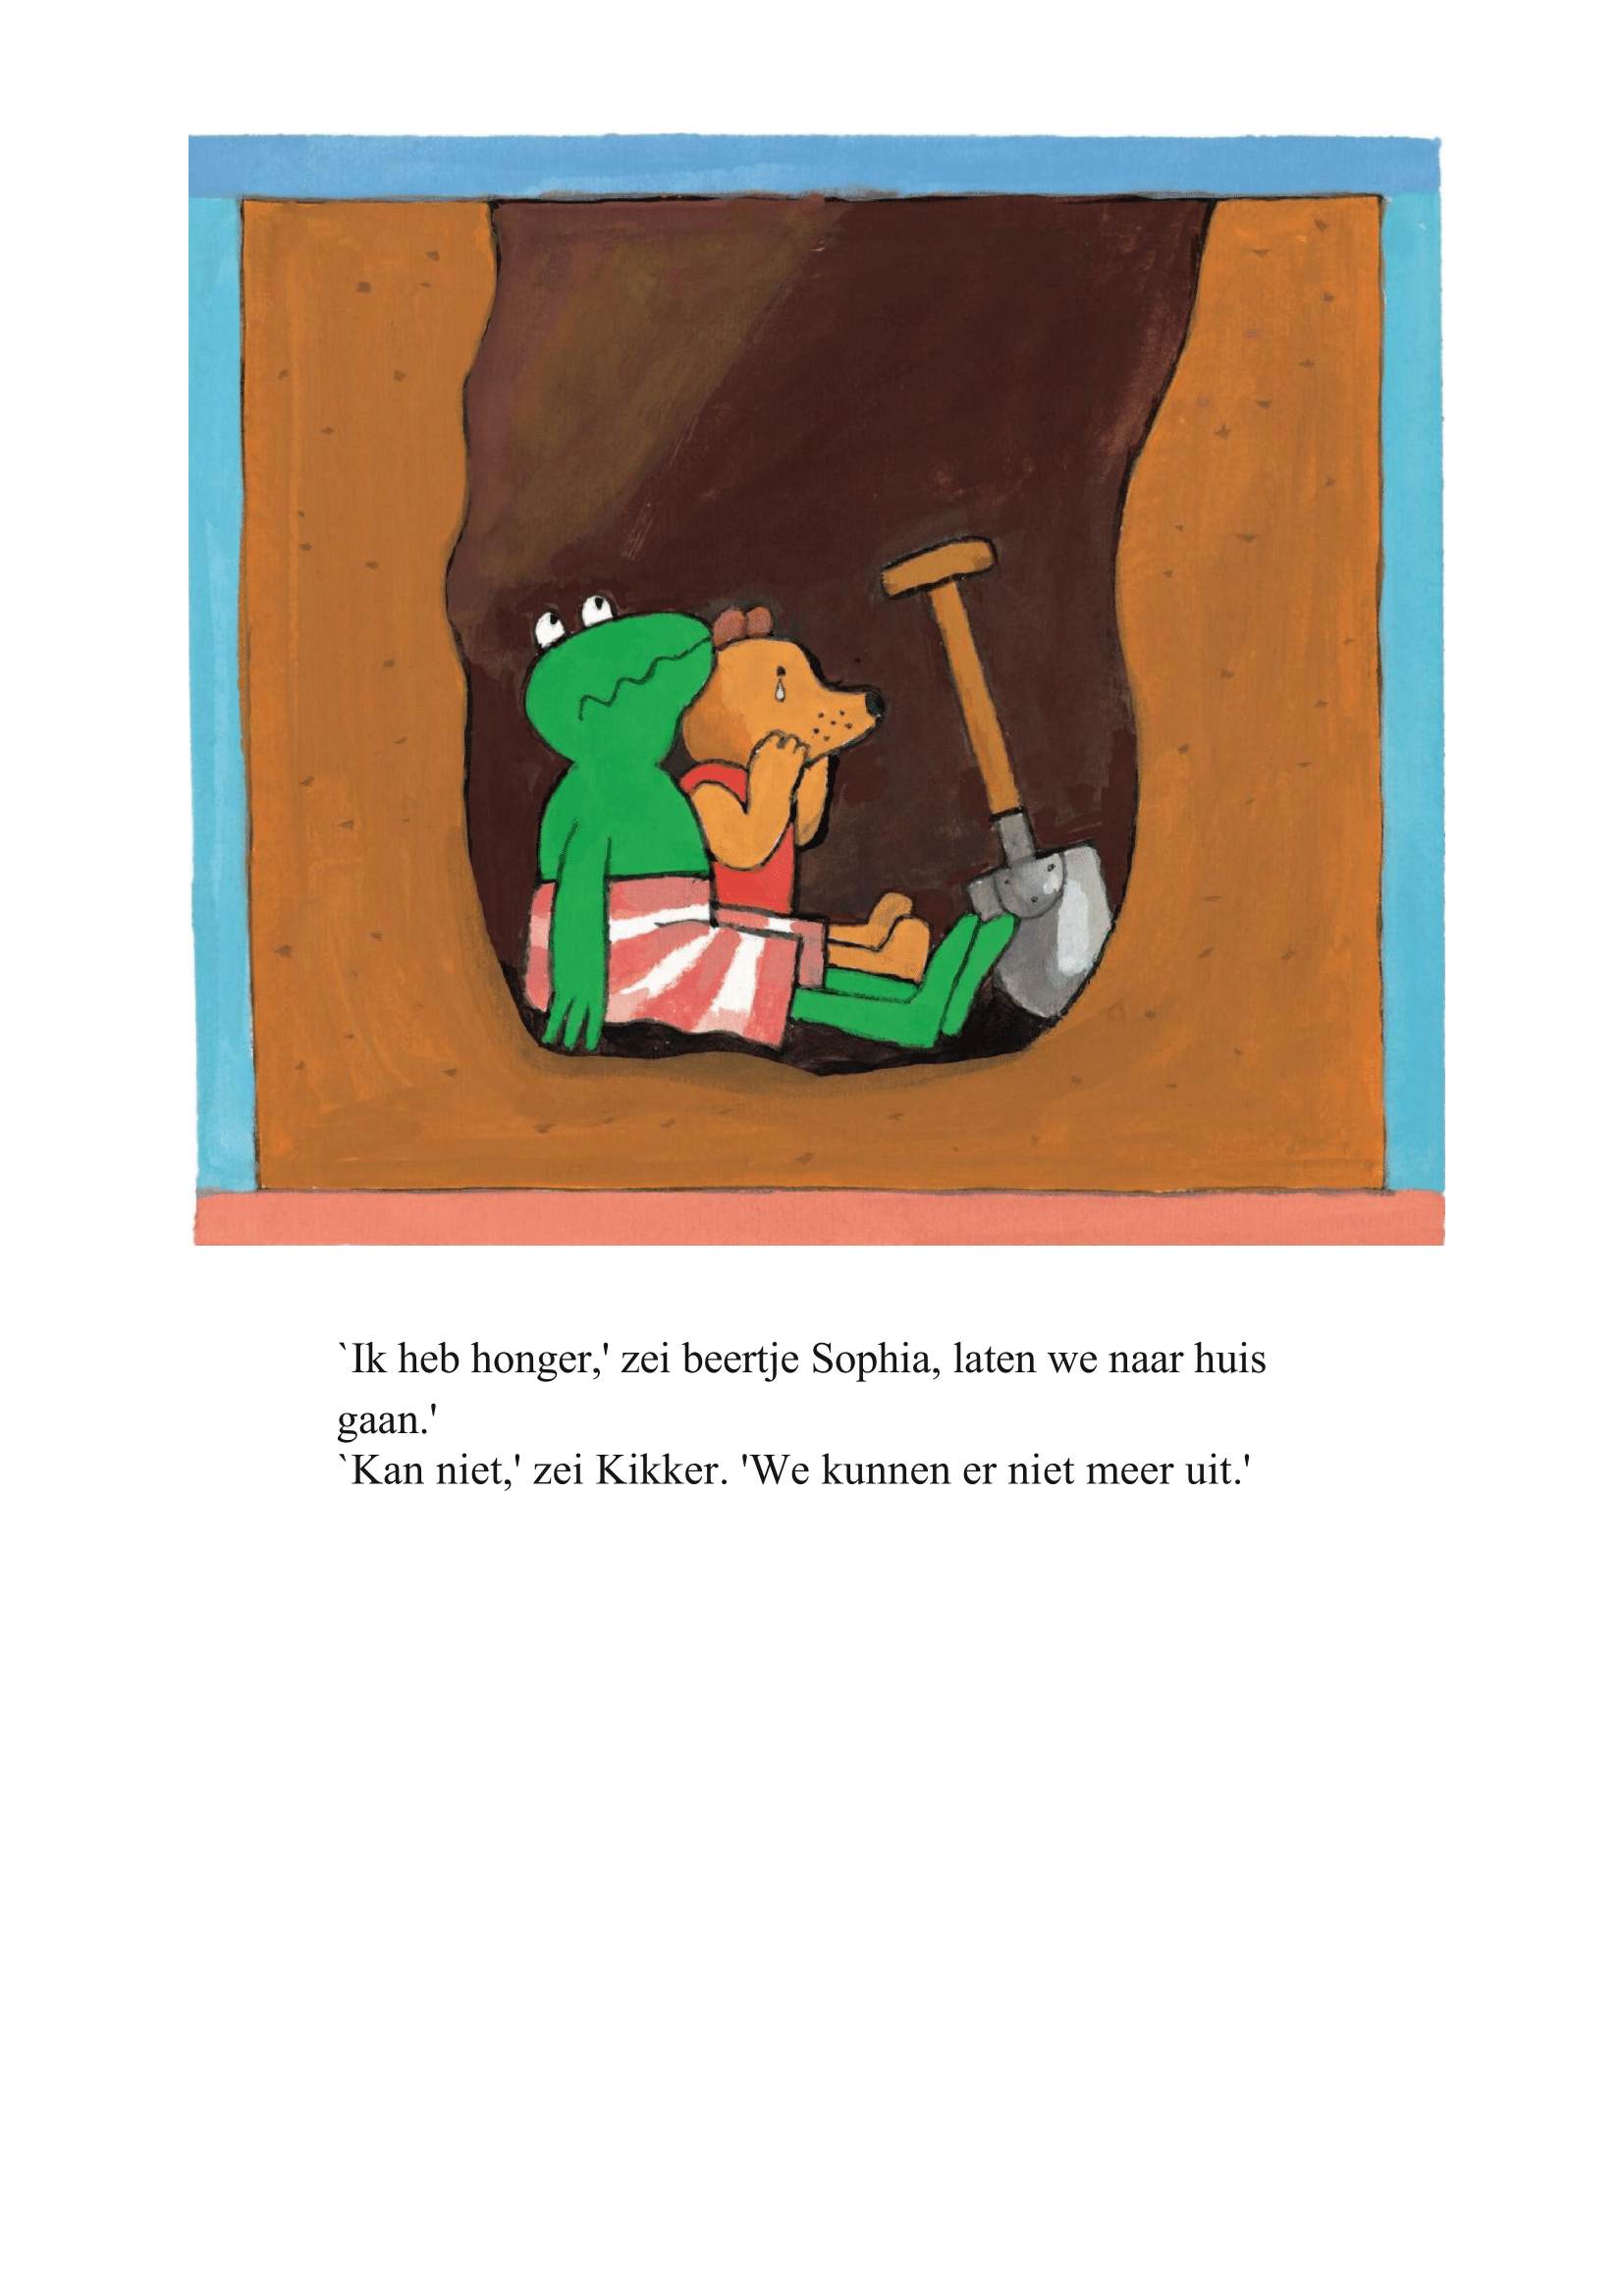 `Ik heb honger,' zei beertje Sophia, laten we naar huis
gaan.'
`Kan niet,' zei Kikker. 'We kunnen er niet meer uit.'